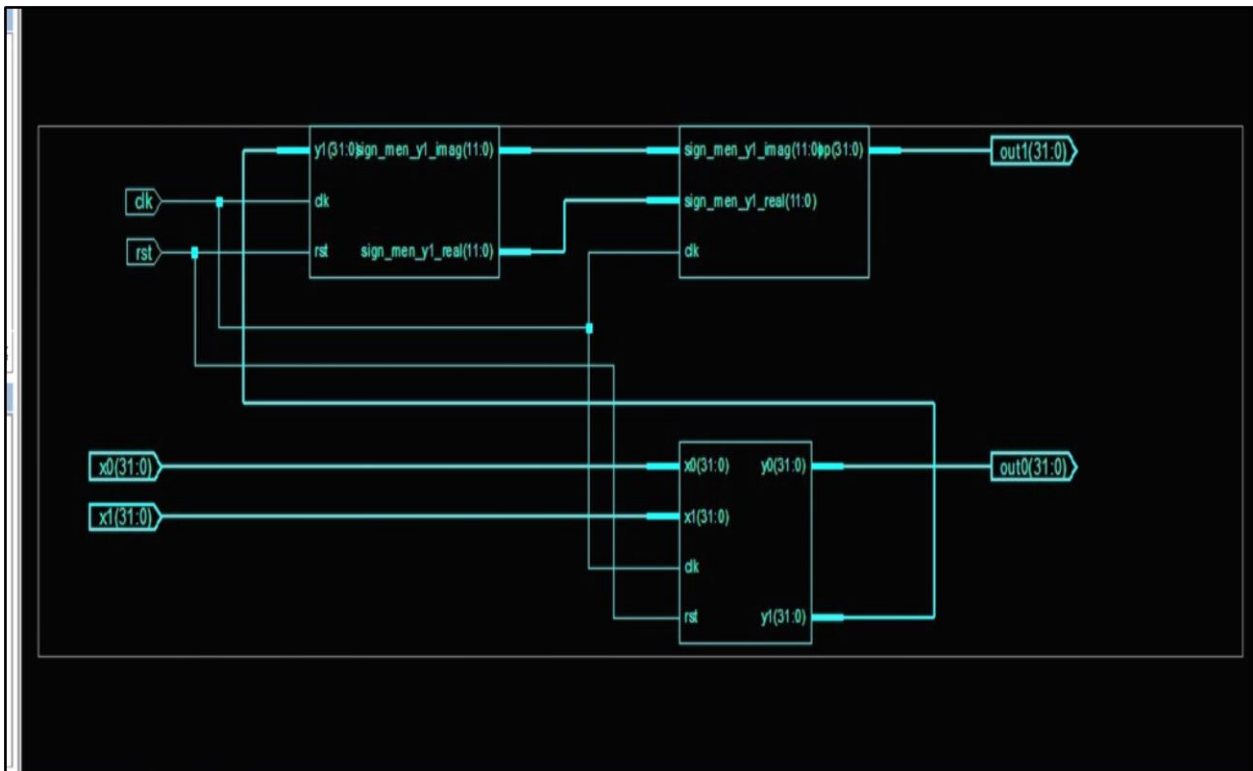 y1(31:0) sign_men_y1_imag(11:0)
clk
rst sign_men_y1_real(11:0)
sign_men_y1_imag(11:0) op(31:0)
sign_men_y1_real(11:0)
clk
out1(31:0)
clk
rst
x0(31:0)
x1(31:0)
x0(31:0) y0(31:0)
x1(31:0)
clk
rst y1(31:0)
out0(31:0)